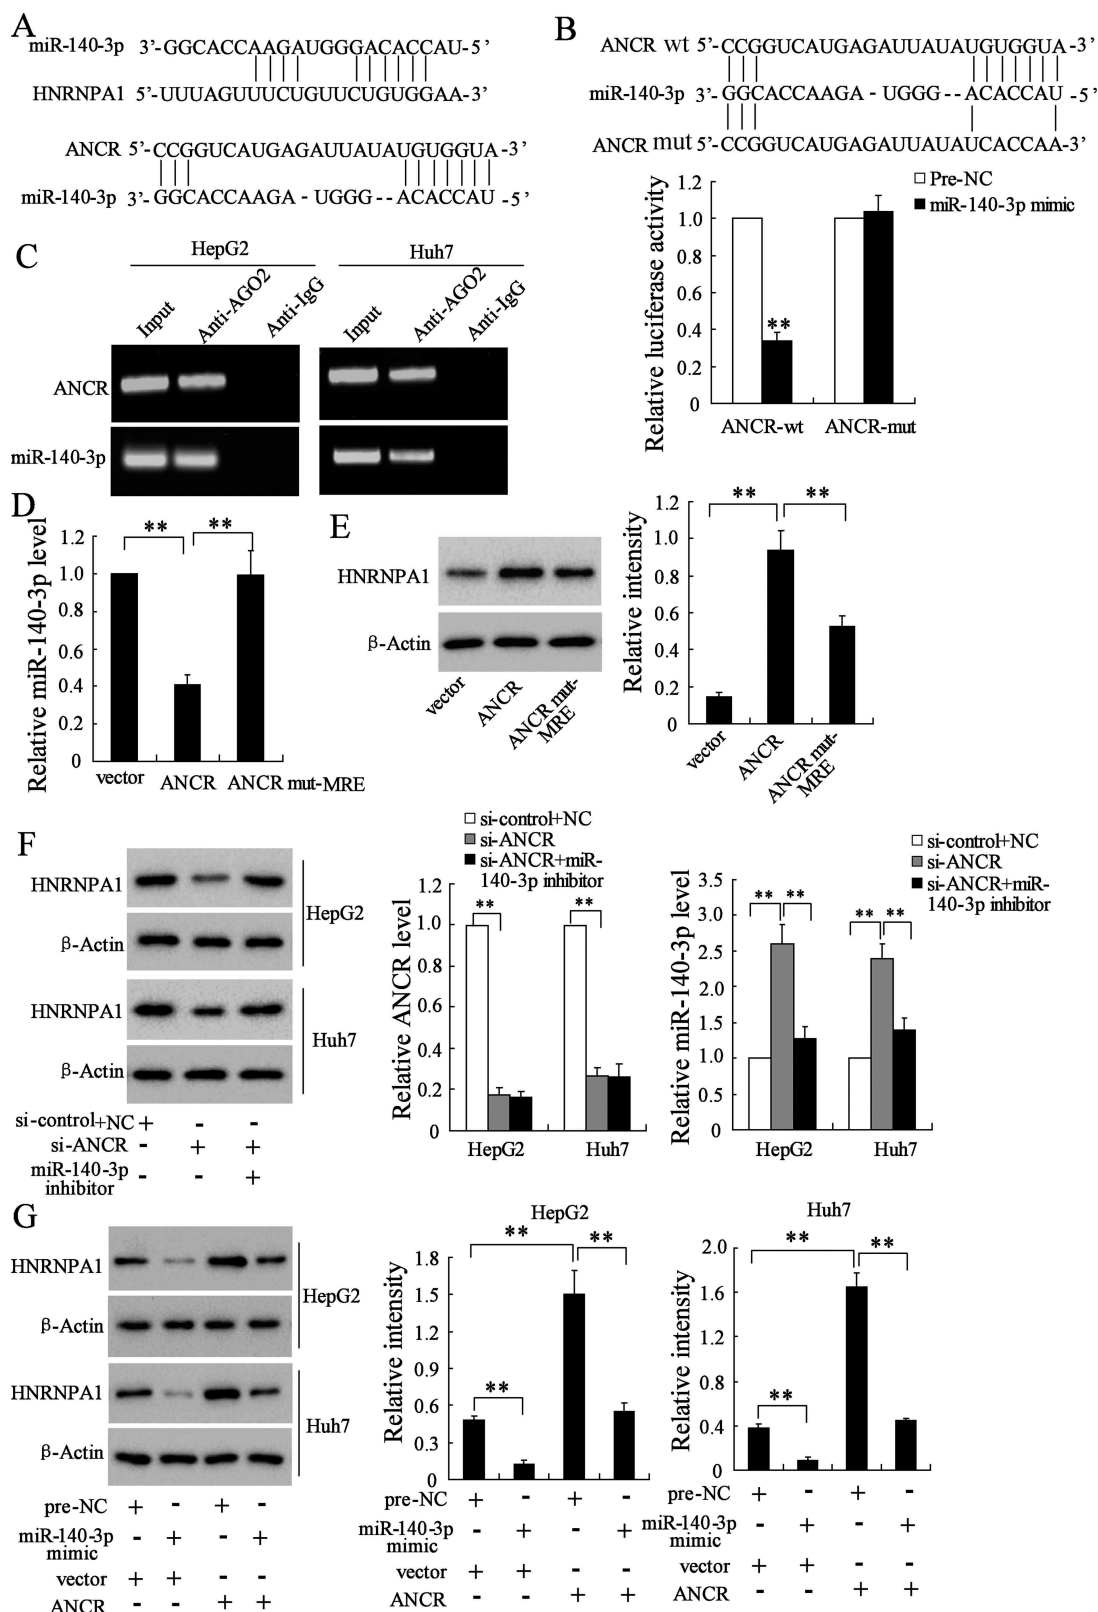 A
miR-140-3p 3'-GGCACCAAGAUGGGACACCAU-5'
HNRNPA1 5'-UUUAGUUUCUGUUCUGUGGAA-3'
ANCR 5'-CCGGUCAUGAGAUUAUAUGUGGUA-3'
miR-140-3p 3'-GGCACCAAGA-UGGG--ACACCAU-5'
B
ANCR wt 5'-CCGGUCAUGAGAUUAUAUGUGGUA-3'
miR-140-3p 3'-GGCACCAAGA-UGGG--ACACCAU-5'
ANCR mut 5'-CCGGUCAUGAGAUUAUAUCACCAA-3'
Pre-NC
miR-140-3p mimic
Relative luciferase activity
1.2
1.0
0.8
0.6
0.4
0.2
0
**
ANCR-wt ANCR-mut
C
HepG2 Huh7
Input Anti-AGO2 Anti-IgG Input Anti-AGO2 Anti-IgG
ANCR
miR-140-3p
D
Relative miR-140-3p level
1.2
1.0
0.8
0.6
0.4
0.2
0
** **
vector ANCR ANCR mut-MRE
E
HNRNPA1
β-Actin
vector ANCR ANCR mut-
MRE
Relative intensity
1.2
1.0
0.8
0.6
0.4
0.2
0
** **
vector ANCR ANCR mut-
MRE
F
HNRNPA1
β-Actin
HepG2
HNRNPA1
β-Actin
Huh7
si-control+NC + - -
si-ANCR - + +
miR-140-3p
inhibitor - - +
si-control+NC
si-ANCR
si-ANCR+miR-
140-3p inhibitor
Relative ANCR level
1.2
1.0
0.8
0.6
0.4
0.2
0
** **
HepG2 Huh7
si-control+NC
si-ANCR
si-ANCR+miR-
140-3p inhibitor
Relative miR-140-3p level
3.5
3.0
2.5
2.0
1.5
1.0
0.5
0
** ** ** **
HepG2 Huh7
G
HNRNPA1
β-Actin
HepG2
HNRNPA1
β-Actin
Huh7
pre-NC + - + -
miR-140-3p
mimic - + - +
vector + + - -
ANCR - - + +
HepG2
Relative intensity
1.8
1.5
1.2
0.9
0.6
0.3
0
** ** **
pre-NC + - + -
miR-140-3p
mimic - + - +
vector + + - -
ANCR - - + +
Huh7
Relative intensity
2.0
1.6
1.2
0.8
0.4
0
** ** **
pre-NC + - + -
miR-140-3p
mimic - + - +
vector + + - -
ANCR - - + +